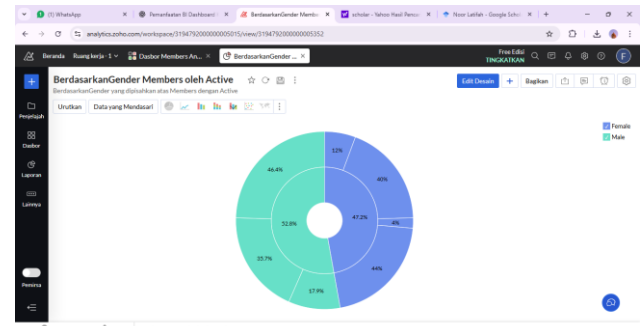 (1) WhatsApp
Pemanfaatan BI Dashboard
BerdasarkanGender Membe
scholar - Yahoo Hasil Pencar
Noor Latifah - Google Schol
analytics.zoho.com/workspace/3194792000000005015/view/3194792000000005352
Beranda
Ruang kerja - 1
Dasbor Members An...
BerdasarkanGender ...
Free Edisi
TINGKATKAN
F
BerdasarkanGender Members oleh Active
Edit Desain
Bagikan
BerdasarkanGender yang dipisahkan atas Members dengan Active
Urutkan
Data yang Mendasari
Penjelajah
Dasbor
Laporan
Lainnya
Pemirsa
Female
Male
12%
40%
46.4%
52.8%
47.2%
4%
35.7%
44%
17.9%